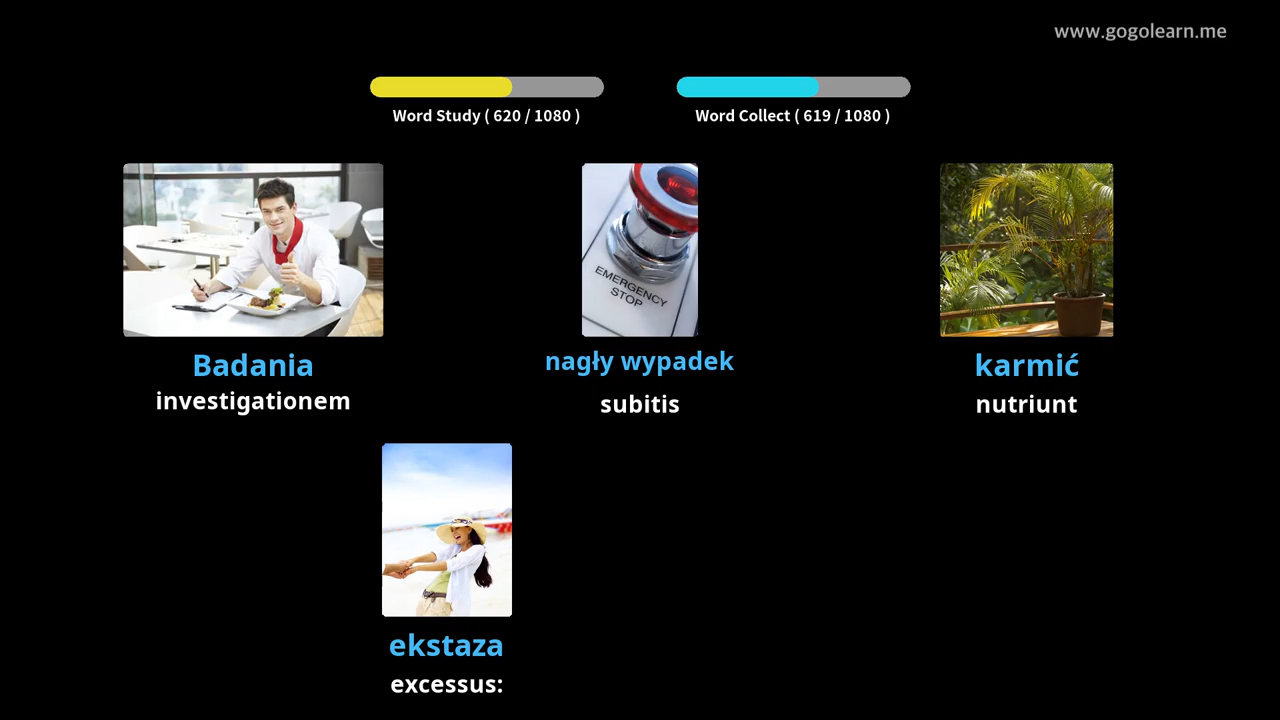 www.gogolearn.me
Word Study ( 620 / 1080 )
Word Collect ( 619 / 1080 )
EMERGENCY
STOP
Badania
investigationem
nagły wypadek
subitis
karmić
nutriunt
ekstaza
excessus: